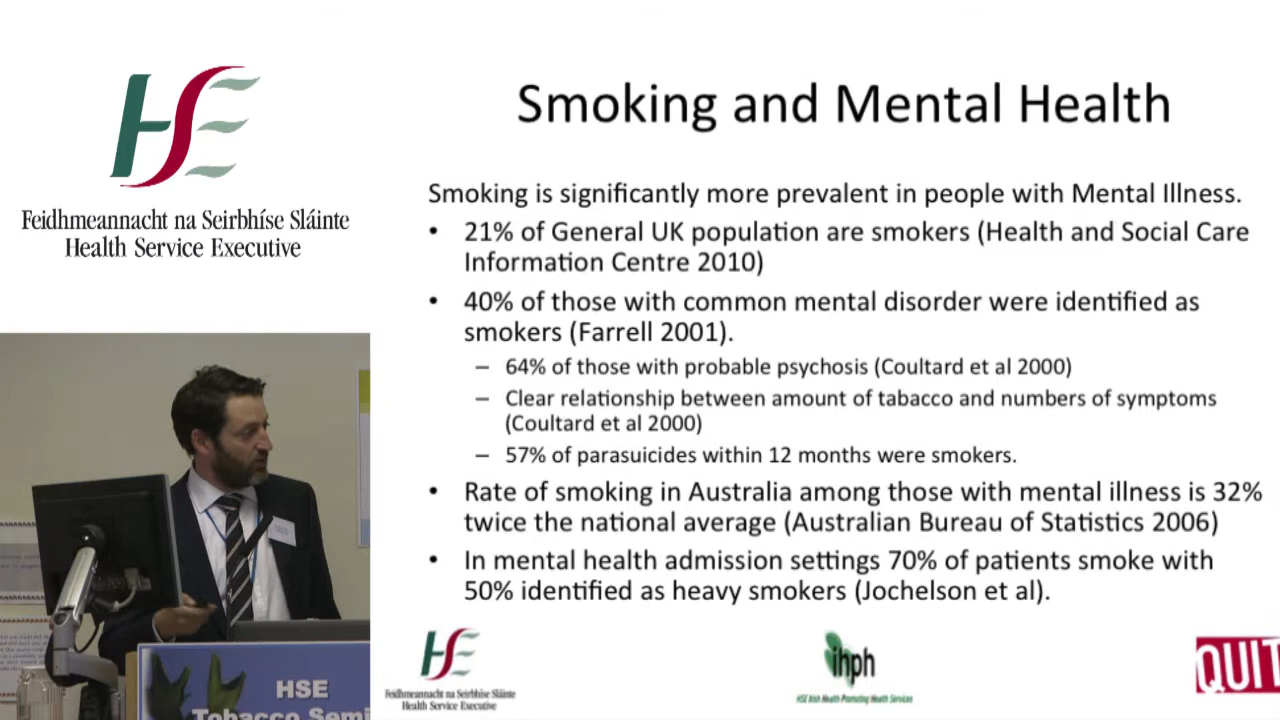 HSE
Feidhmeannacht na Seirbhíse Sláinte
Health Service Executive
Smoking and Mental Health
Smoking is significantly more prevalent in people with Mental Illness.
• 21% of General UK population are smokers (Health and Social Care
Information Centre 2010)
• 40% of those with common mental disorder were identified as
smokers (Farrell 2001).
– 64% of those with probable psychosis (Coultard et al 2000)
– Clear relationship between amount of tabacco and numbers of symptoms
(Coultard et al 2000)
– 57% of parasuicides within 12 months were smokers.
• Rate of smoking in Australia among those with mental illness is 32%
twice the national average (Australian Bureau of Statistics 2006)
• In mental health admission settings 70% of patients smoke with
50% identified as heavy smokers (Jochelson et al).
HSE
Feidhmeannacht na Seirbhíse Sláinte
Health Service Executive
ihph
HSE Irish Health Promoting Health Services
QUIT
HSE
Tobacco Semi